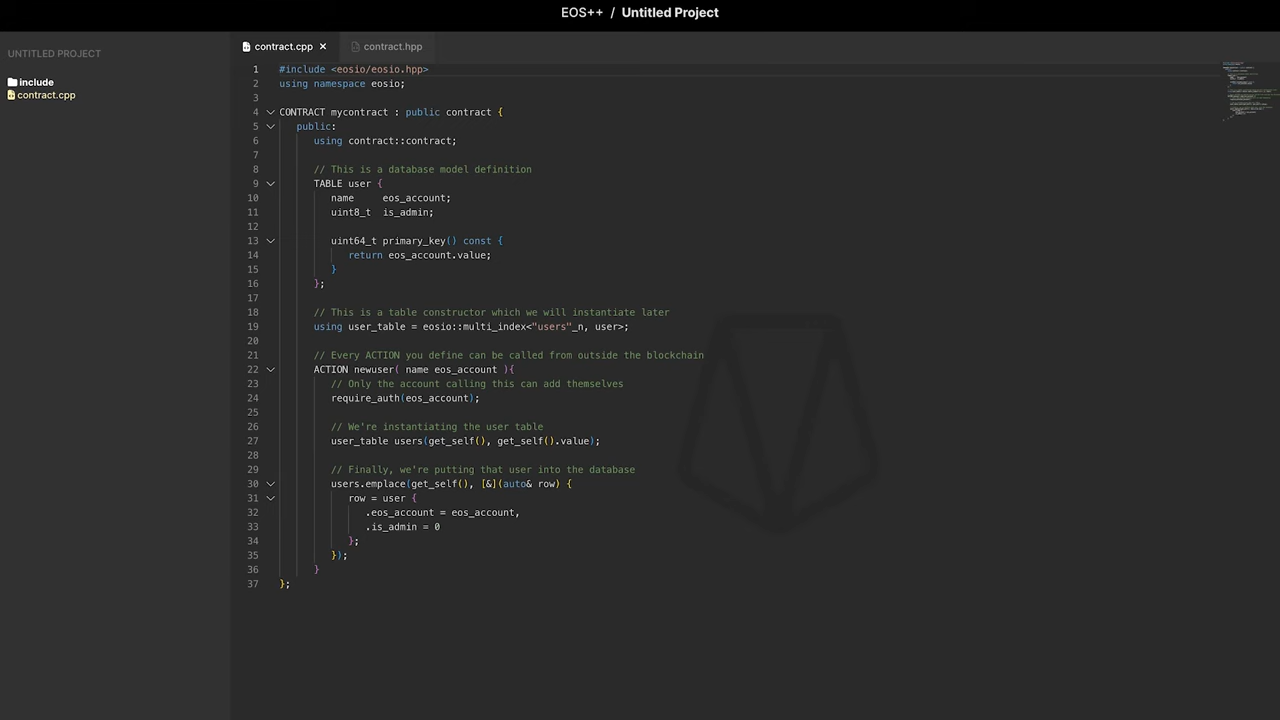 EOS++ / Untitled Project
UNTITLED PROJECT
include
contract.cpp
contract.cpp ×
contract.hpp
1 #include <eosio/eosio.hpp>
2 using namespace eosio;
3
4 CONTRACT mycontract : public contract {
5 public:
6 using contract::contract;
7
8 // This is a database model definition
9 TABLE user {
10 name eos_account;
11 uint8_t is_admin;
12
13 uint64_t primary_key() const {
14 return eos_account.value;
15 }
16 };
17
18 // This is a table constructor which we will instantiate later
19 using user_table = eosio::multi_index<"users"_n, user>;
20
21 // Every ACTION you define can be called from outside the blockchain
22 ACTION newuser( name eos_account ){
23 // Only the account calling this can add themselves
24 require_auth(eos_account);
25
26 // We're instantiating the user table
27 user_table users(get_self(), get_self().value);
28
29 // Finally, we're putting that user into the database
30 users.emplace(get_self(), [&](auto& row) {
31 row = user {
32 .eos_account = eos_account,
33 .is_admin = 0
34 };
35 });
36 }
37 };